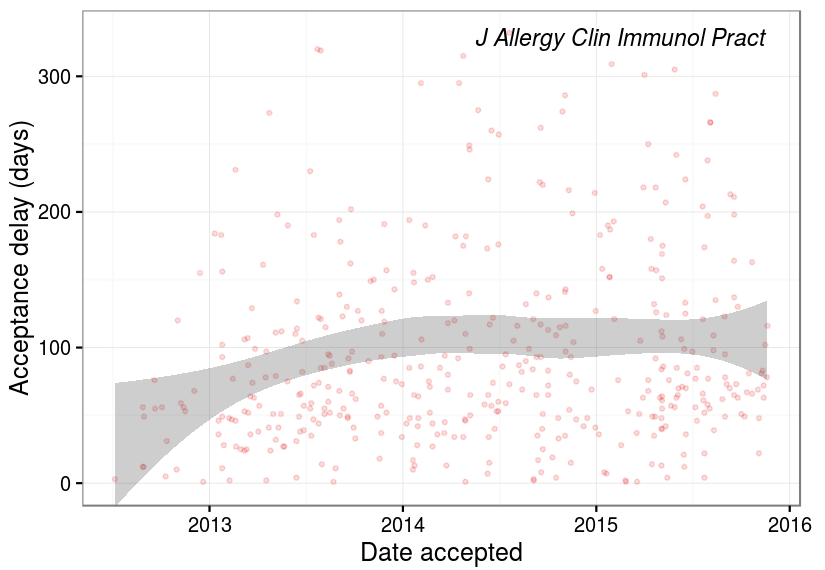 J Allergy Clin Immunol Pract
Acceptance delay (days)
300
200
100
0
2013
2014
2015
2016
Date accepted